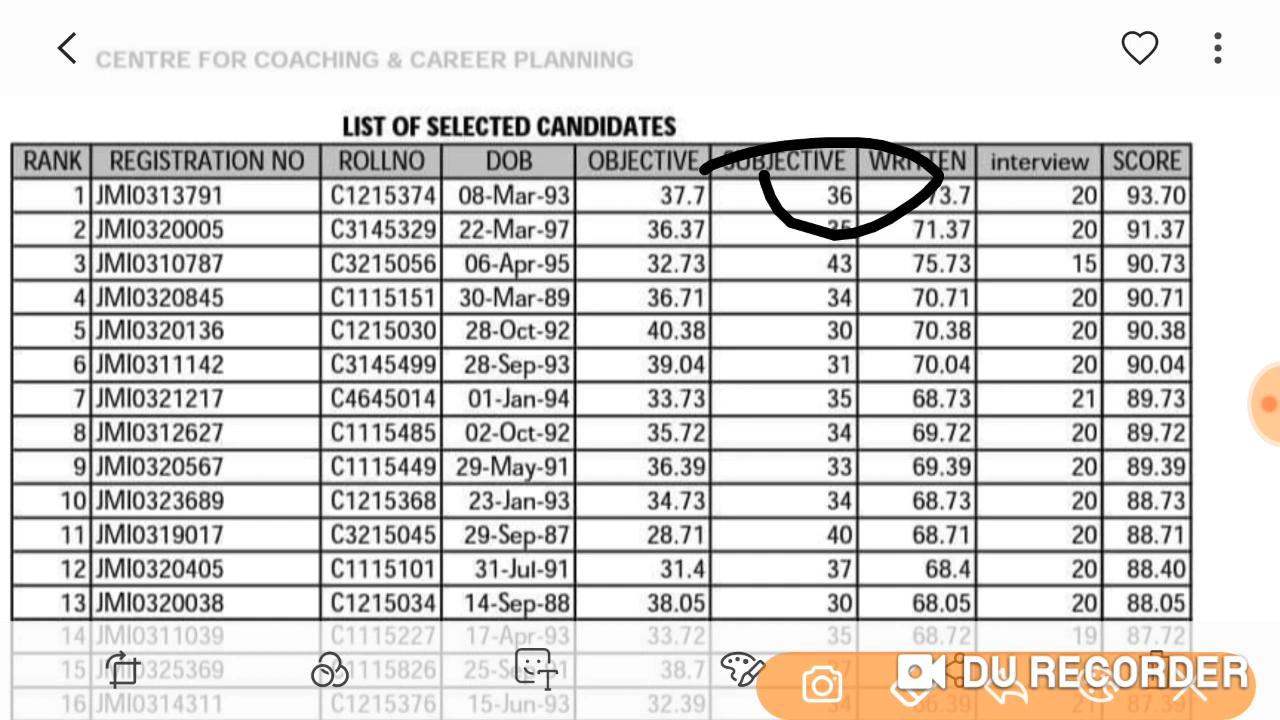 CENTRE FOR COACHING & CAREER PLANNING
LIST OF SELECTED CANDIDATES
RANK REGISTRATION NO ROLLNO DOB OBJECTIVE SUBJECTIVE WRITTEN interview SCORE
1 JMI0313791 C1215374 08-Mar-93 37.7 36 73.7 20 93.70
2 JMI0320005 C3145329 22-Mar-97 36.37 35 71.37 20 91.37
3 JMI0310787 C3215056 06-Apr-95 32.73 43 75.73 15 90.73
4 JMI0320845 C1115151 30-Mar-89 36.71 34 70.71 20 90.71
5 JMI0320136 C1215030 28-Oct-92 40.38 30 70.38 20 90.38
6 JMI0311142 C3145499 28-Sep-93 39.04 31 70.04 20 90.04
7 JMI0321217 C4645014 01-Jan-94 33.73 35 68.73 21 89.73
8 JMI0312627 C1115485 02-Oct-92 35.72 34 69.72 20 89.72
9 JMI0320567 C1115449 29-May-91 36.39 33 69.39 20 89.39
10 JMI0323689 C1215368 23-Jan-93 34.73 34 68.73 20 88.73
11 JMI0319017 C3215045 29-Sep-87 28.71 40 68.71 20 88.71
12 JMI0320405 C1115101 31-Jul-91 31.4 37 68.4 20 88.40
13 JMI0320038 C1215034 14-Sep-88 38.05 30 68.05 20 88.05
14 JMI0311039 C1115227 17-Apr-93 33.72 35 68.72 19 87.72
15 38.7
DU RECORDER
16 JMI0314311 C1215376 15-Jun-93 32.39 34 66.39 21 87.39